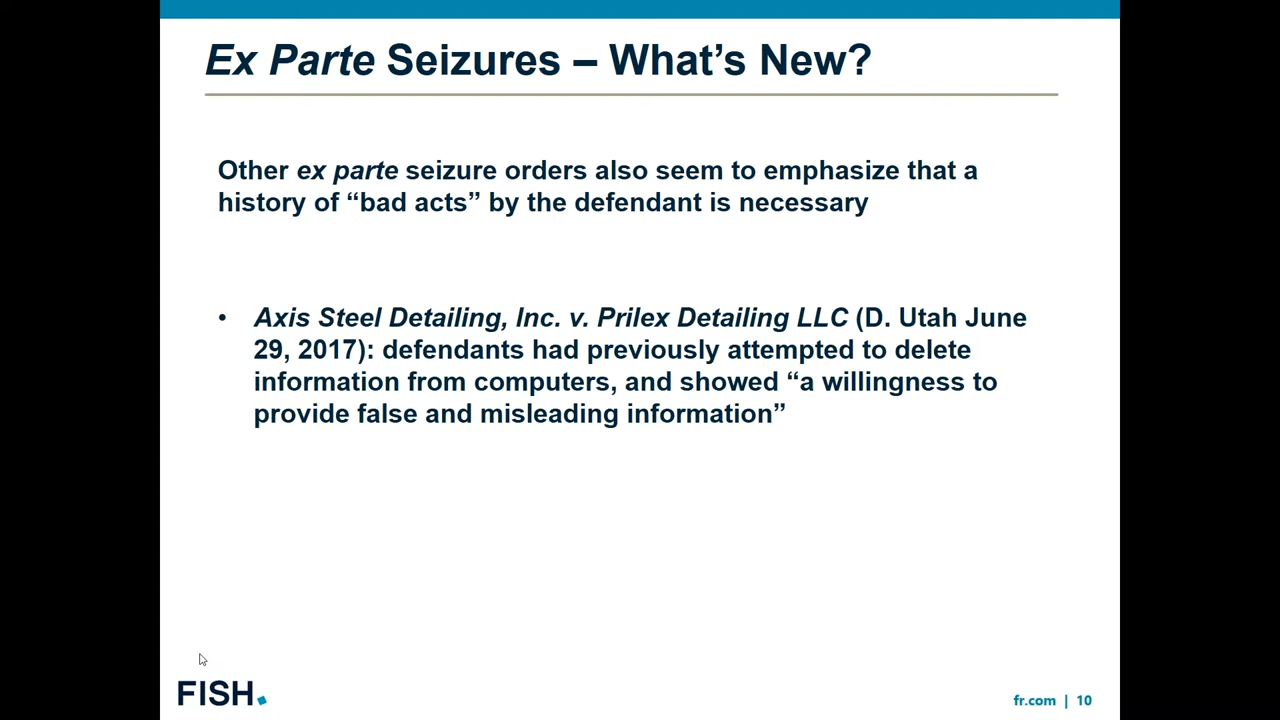 Ex Parte Seizures – What’s New?
Other ex parte seizure orders also seem to emphasize that a
history of “bad acts” by the defendant is necessary
• Axis Steel Detailing, Inc. v. Prilex Detailing LLC (D. Utah June
29, 2017): defendants had previously attempted to delete
information from computers, and showed “a willingness to
provide false and misleading information”
FISH.
fr.com | 10